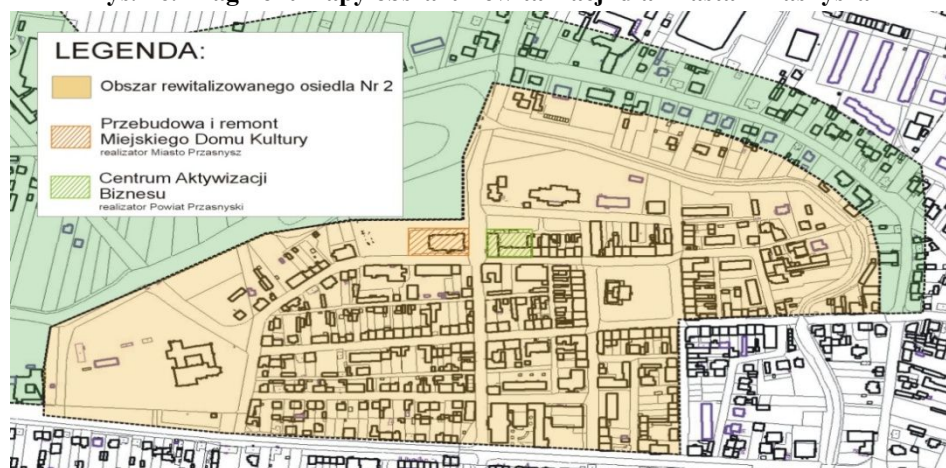 LEGENDA:
Obszar rewitalizowanego osiedla Nr 2
Przebudowa i remont
Miejskiego Domu Kultury
realizator Miasto Przasnysz
Centrum Aktywizacji
Biznesu
realizator Powiat Przasnyski